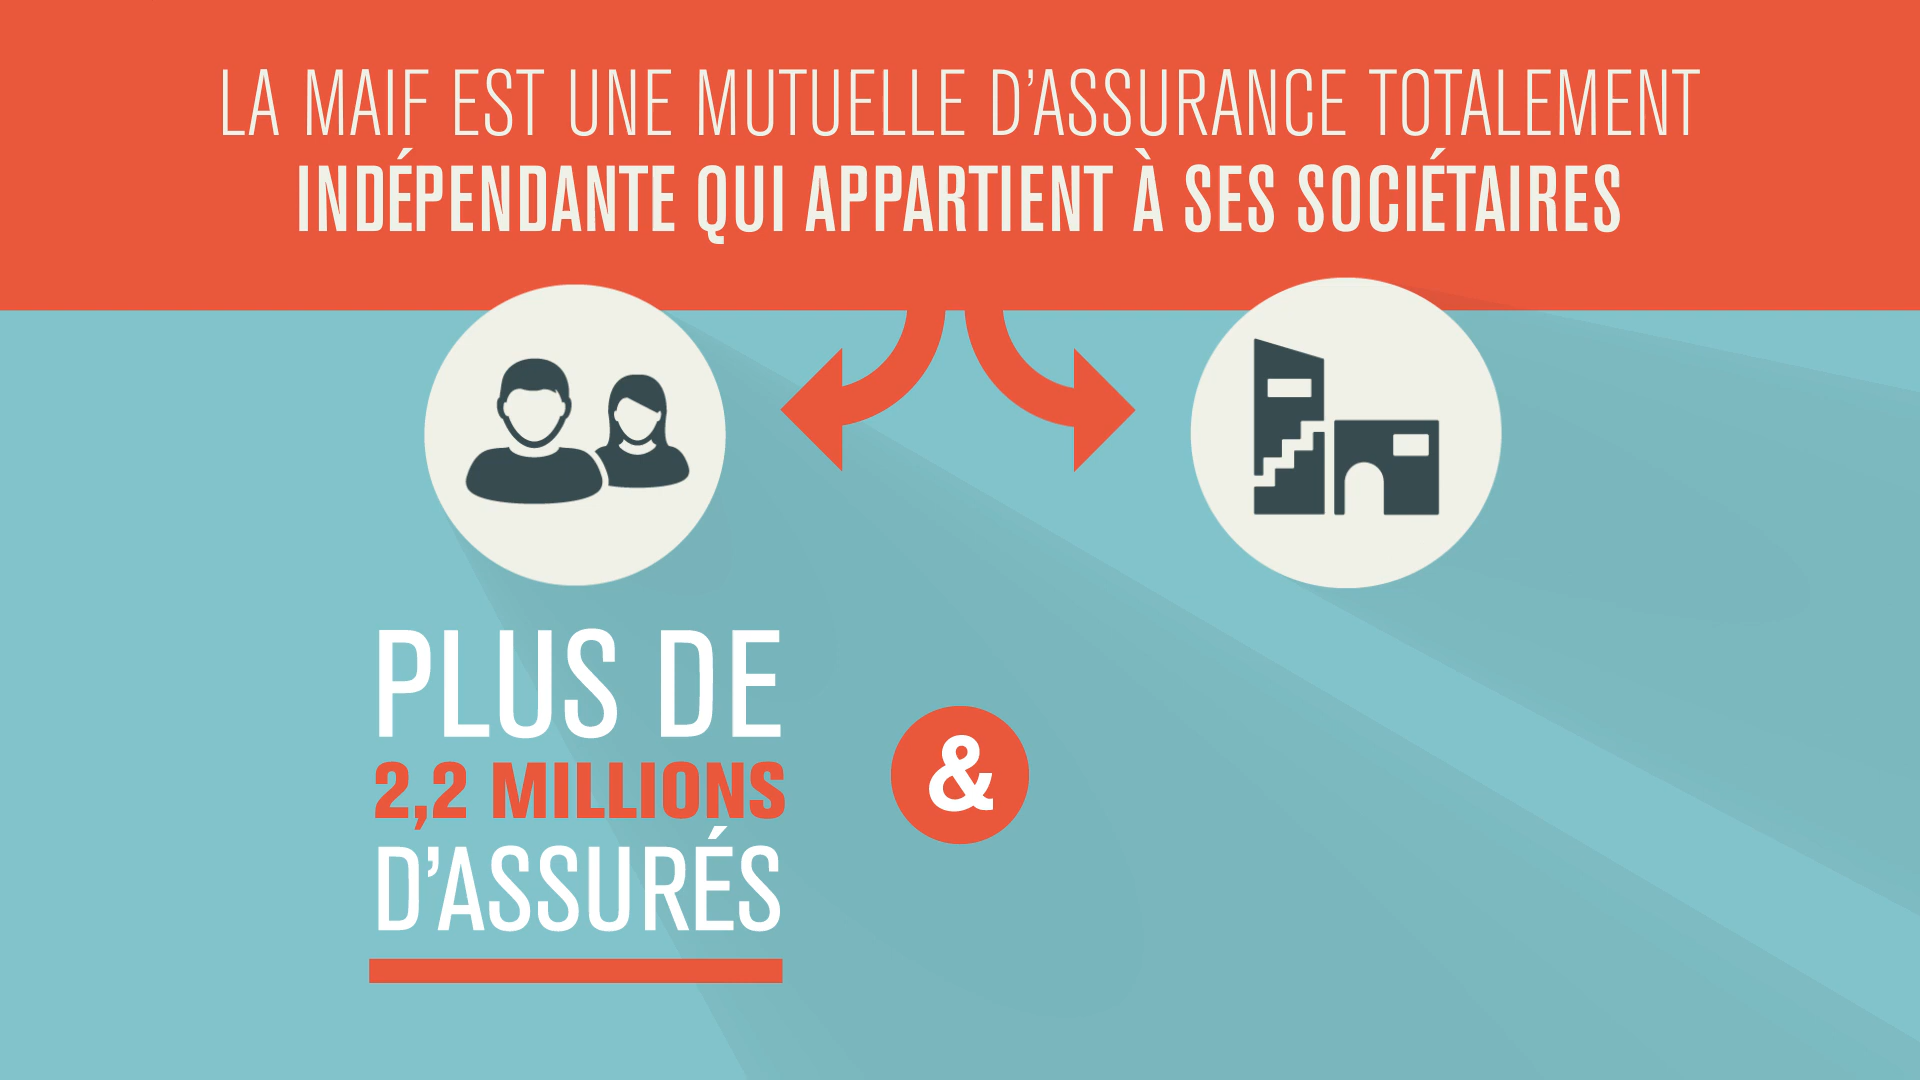 LA MAIF EST UNE MUTUELLE D'ASSURANCE TOTALEMENT
INDÉPENDANTE QUI APPARTIENT À SES SOCIÉTAIRES
PLUS DE
2,2 MILLIONS
D'ASSURÉS
&